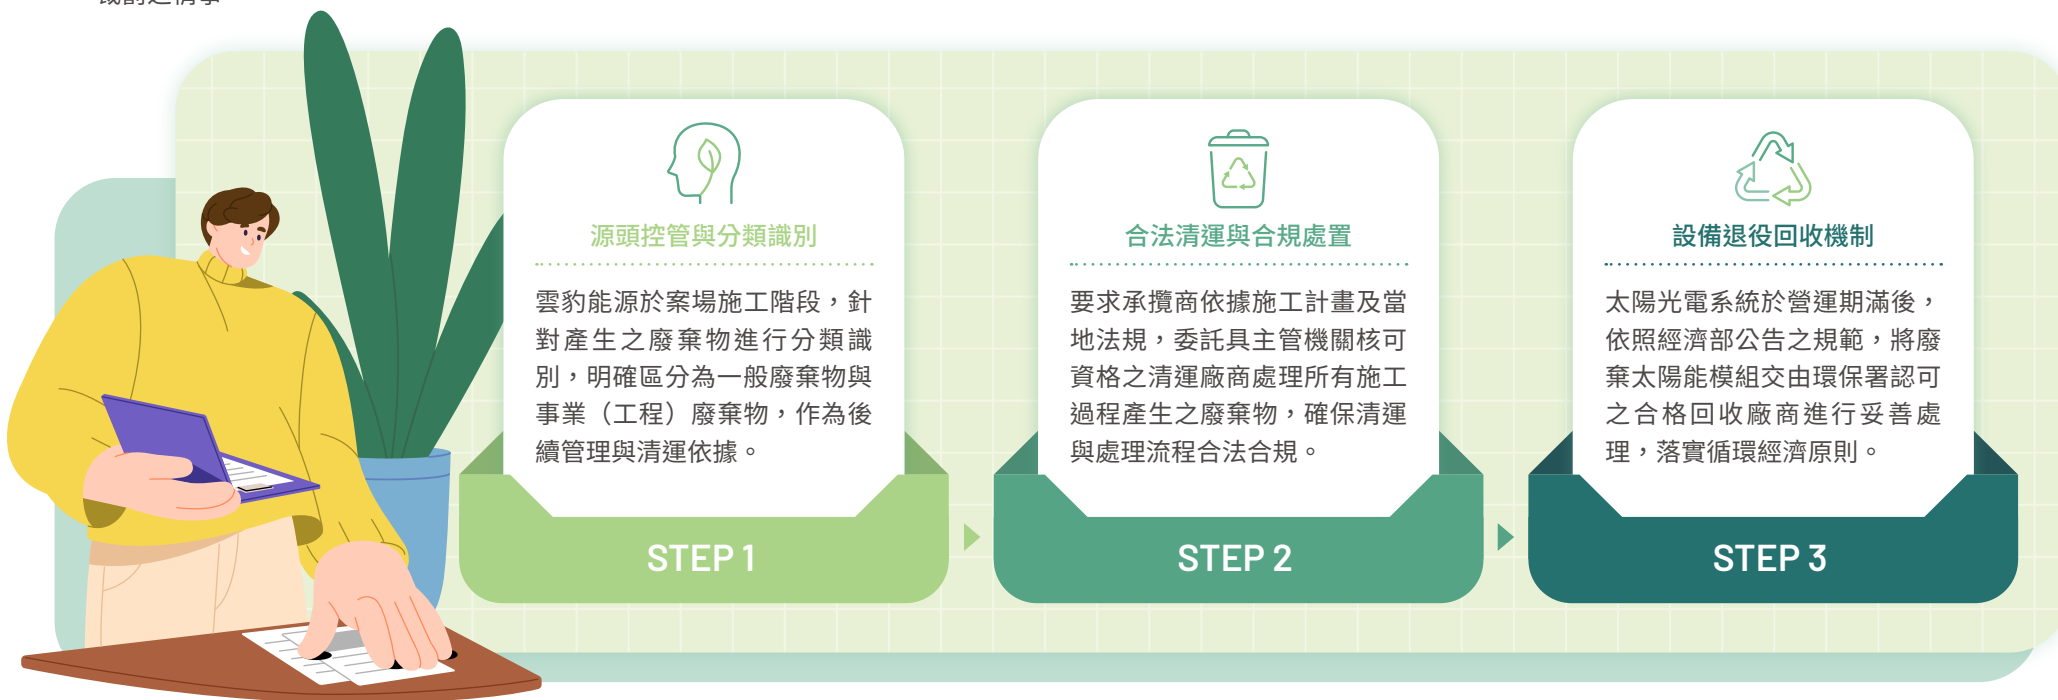 源頭控管與分類識別
雲豹能源於案場施工階段，針
對產生之廢棄物進行分類識
別，明確區分為一般廢棄物與
事業（工程）廢棄物，作為後
續管理與清運依據。
STEP 1
合法清運與合規處置
要求承攬商依據施工計畫及當
地法規，委託具主管機關核可
資格之清運廠商處理所有施工
過程產生之廢棄物，確保清運
與處理流程合法合規。
STEP 2
設備退役回收機制
太陽光電系統於營運期滿後，
依照經濟部公告之規範，將廢
棄太陽能模組交由環保署認可
之合格回收廠商進行妥善處
理，落實循環經濟原則。
STEP 3